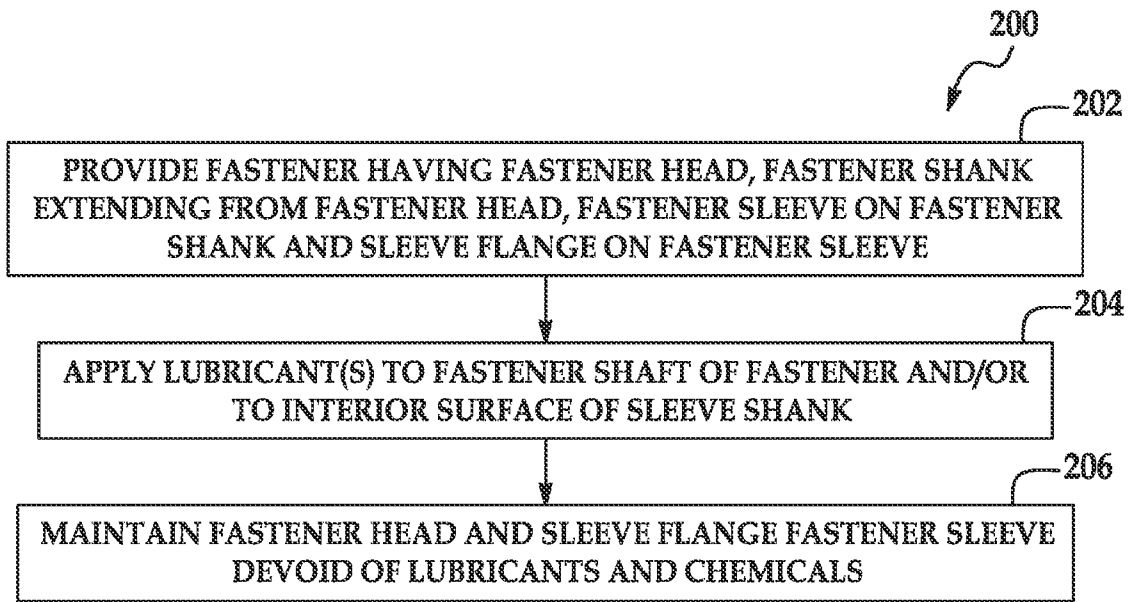 200
202
PROVIDE FASTENER HAVING FASTENER HEAD, FASTENER SHANK
EXTENDING FROM FASTENER HEAD, FASTENER SLEEVE ON FASTENER
SHANK AND SLEEVE FLANGE ON FASTENER SLEEVE
204
APPLY LUBRICANT(S) TO FASTENER SHAFT OF FASTENER AND/OR
TO INTERIOR SURFACE OF SLEEVE SHANK
206
MAINTAIN FASTENER HEAD AND SLEEVE FLANGE FASTENER SLEEVE
DEVOID OF LUBRICANTS AND CHEMICALS